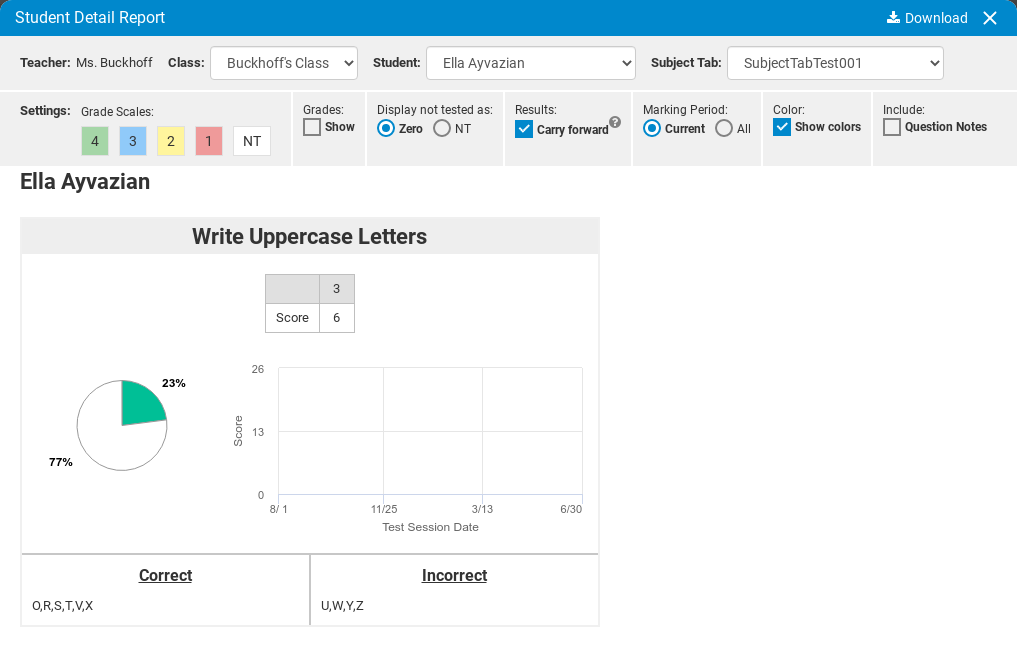 Student Detail Report
Download
Teacher: Ms. Buckhoff Class: Buckhoff's Class Student: Ella Ayvazian Subject Tab: SubjectTabTest001
Settings: Grade Scales:
4 3 2 1 NT
Grades:
Show
Display not tested as:
Zero NT
Results:
Carry forward ?
Marking Period:
Current All
Color:
Show colors
Include:
Question Notes
Ella Ayvazian
Write Uppercase Letters
3
Score 6
23%
77%
26
13
0
Score
8/ 1 11/25 3/13 6/30
Test Session Date
Correct
O,R,S,T,V,X
Incorrect
U,W,Y,Z